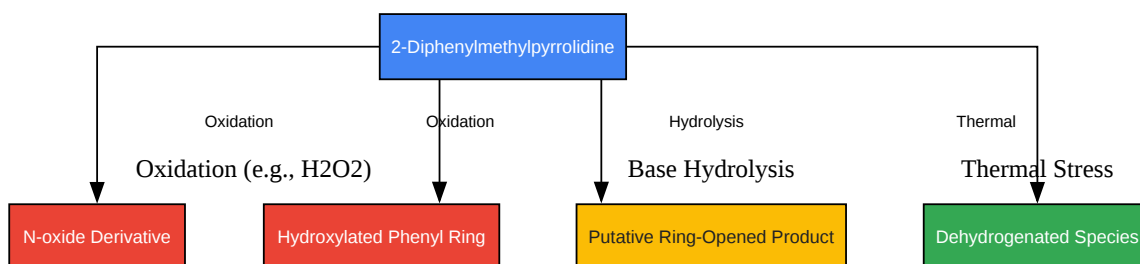 2-Diphenylmethylpyrrolidine
Oxidation
Oxidation
Hydrolysis
Thermal
Oxidation (e.g., H2O2)
Base Hydrolysis
Thermal Stress
N-oxide Derivative
Hydroxylated Phenyl Ring
Putative Ring-Opened Product
Dehydrogenated Species